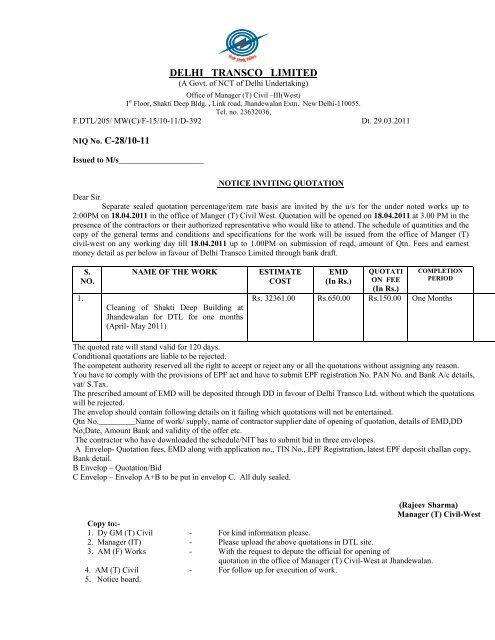 DELHI TRANSCO LIMITED
(A Govt. of NCT of Delhi Undertaking)
Office of Manager (T) Civil –III(West)
1st Floor, Shakti Deep Bldg. , Link road, Jhandewalan Extn. New Delhi-110055.
Tel. no. 23632036,
F.DTL/205/ MW(C)/F-15/10-11/D-392 Dt. 29.03.2011
NIQ No. C-28/10-11
Issued to M/s______________________
NOTICE INVITING QUOTATION
Dear Sir.
Separate sealed quotation percentage/item rate basis are invited by the u/s for the under noted works up to
2:00PM on 18.04.2011 in the office of Manger (T) Civil West. Quotation will be opened on 18.04.2011 at 3.00 PM in the
presence of the contractors or their authorized representative who would like to attend. The schedule of quantities and the
copy of the general terms and conditions and specifications for the work will be issued from the office of Manger (T)
civil-west on any working day till 18.04.2011 up to 1.00PM on submission of reqd, amount of Qtn. Fees and earnest
money detail as per below in favour of Delhi Transco Limited through bank draft.
S. NAME OF THE WORK ESTIMATE EMD QUOTATI COMPLETION
NO. COST (In Rs.) ON FEE PERIOD
(In Rs.)
1. Rs. 32361.00 Rs.650.00 Rs.150.00 One Months
Cleaning of Shakti Deep Building at
Jhandewalan for DTL for one months
(April- May 2011)
The quoted rate will stand valid for 120 days.
Conditional quotations are liable to be rejected.
The competent authority reserved all the right to accept or reject any or all the quotations without assigning any reason.
You have to comply with the provisions of EPF act and have to submit EPF registration No. PAN No. and Bank A/c details,
vat/ S.Tax.
The prescribed amount of EMD will be deposited through DD in favour of Delhi Transco Ltd. without which the quotations
will be rejected.
The envelop should contain following details on it failing which quotations will not be entertained.
Qtn No.__________Name of work/ supply, name of contractor supplier date of opening of quotation, details of EMD,DD
No,Date, Amount Bank and validity of the offer etc.
The contractor who have downloaded the schedule/NIT has to submit bid in three envelopes.
A Envelop- Quotation fees, EMD along with application no., TIN No., EPF Registration, latest EPF deposit challan copy,
Bank detail.
B Envelop – Quotation/Bid
C Envelop – Envelop A+B to be put in envelop C. All duly sealed.
(Rajeev Sharma)
Manager (T) Civil-West
Copy to:-
1. Dy GM (T) Civil - For kind information please.
2. Manager (IT) - Please upload the above quotations in DTL site.
3. AM (F) Works - With the request to depute the official for opening of
quotation in the office of Manager (T) Civil-West at Jhandewalan.
4. AM (T) Civil - For follow up for execution of work.
5. Notice board.